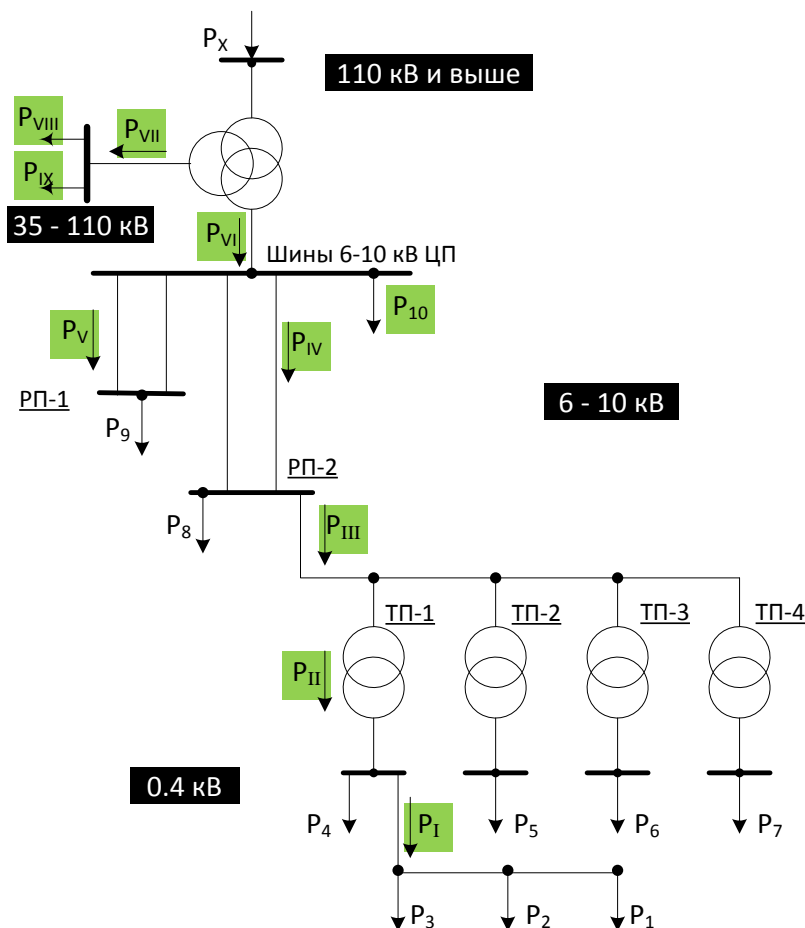 P_X
110 кВ и выше
P_VIII
P_VII
P_IX
35 - 110 кВ
P_VI
Шины 6-10 кВ ЦП
P_V
P_IV
P_10
РП-1
6 - 10 кВ
P_9
РП-2
P_8
P_III
ТП-1
ТП-2
ТП-3
ТП-4
P_II
0.4 кВ
P_4
P_I
P_5
P_6
P_7
P_3
P_2
P_1